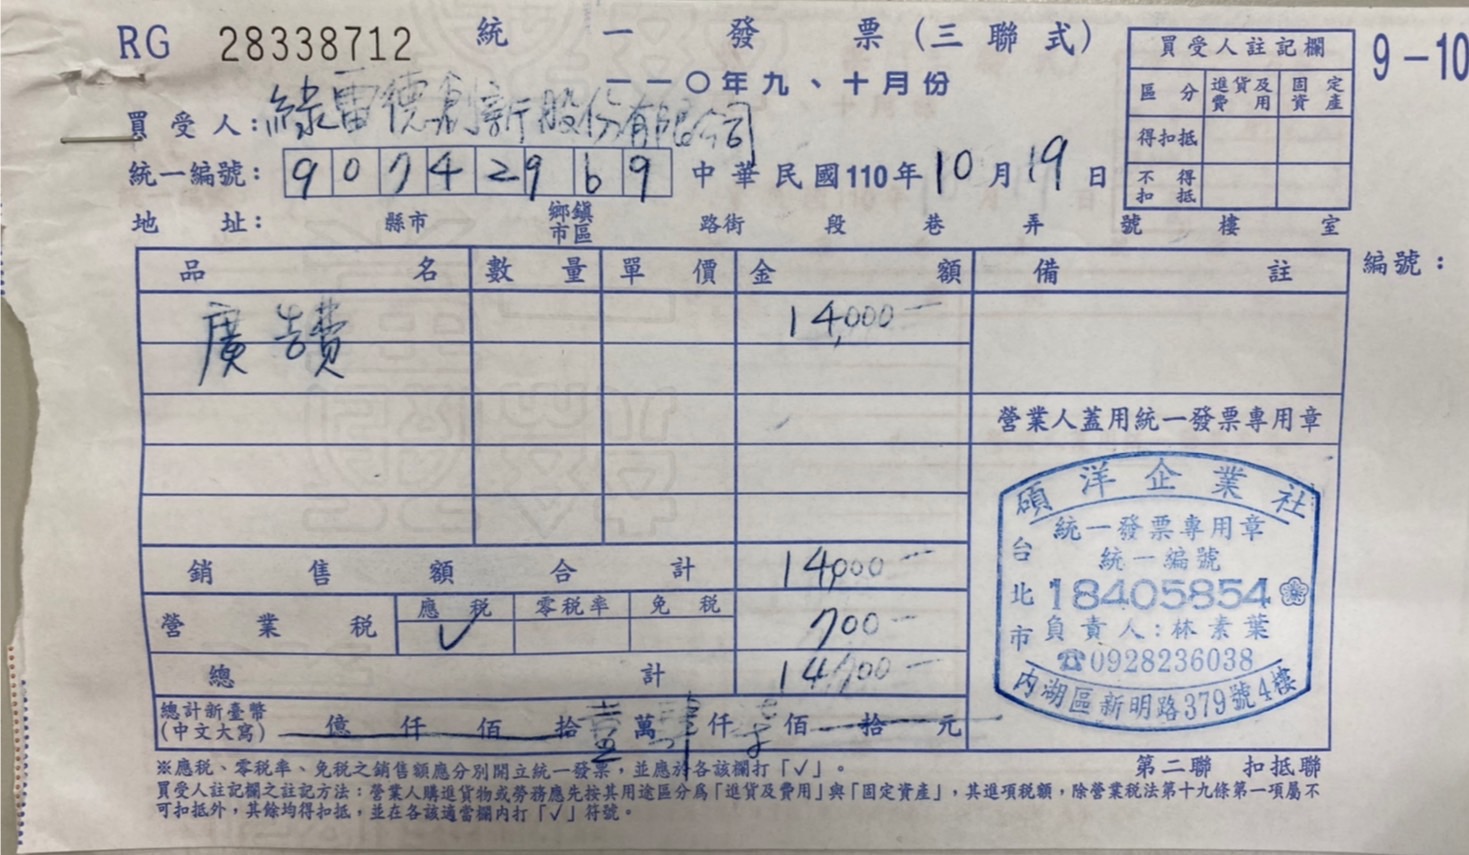 RG 28338712 統一發票(三聯式)
一一〇年九、十月份
9-10
買受人註記欄
區分 進貨及費用 固定資產
得扣抵
不得扣抵
買受人:綠雷德創新股份有限公司
統一編號: 90742969 中華民國110年10月19日
地址: 縣市 鄉鎮市區 路街 段 巷 弄 號 樓 室
品名 數量 單價 金額 備註
編號:
廣告費 14,000
營業人蓋用統一發票專用章
銷售額合計 14,000
營業稅 應稅 零稅率 免稅
✓ 700
總計 14,700
總計新臺幣(中文大寫) 億 仟 佰 拾壹萬肆仟柒佰 拾 元
碩洋企業社
統一發票專用章
統一編號
18405854
負責人:林素葉
☎0928236038
台北市
內湖區新明路379號4樓
※應稅、零稅率、免稅之銷售額應分別開立統一發票,並應於各該欄打「✓」。
第二聯 扣抵聯
買受人註記欄之註記方法:營業人購進貨物或勞務應先按其用途區分為「進貨及費用」與「固定資產」,其進項稅額,除營業稅法第十九條第一項屬不
可扣抵外,其餘均得扣抵,並在各該適當欄內打「✓」符號。